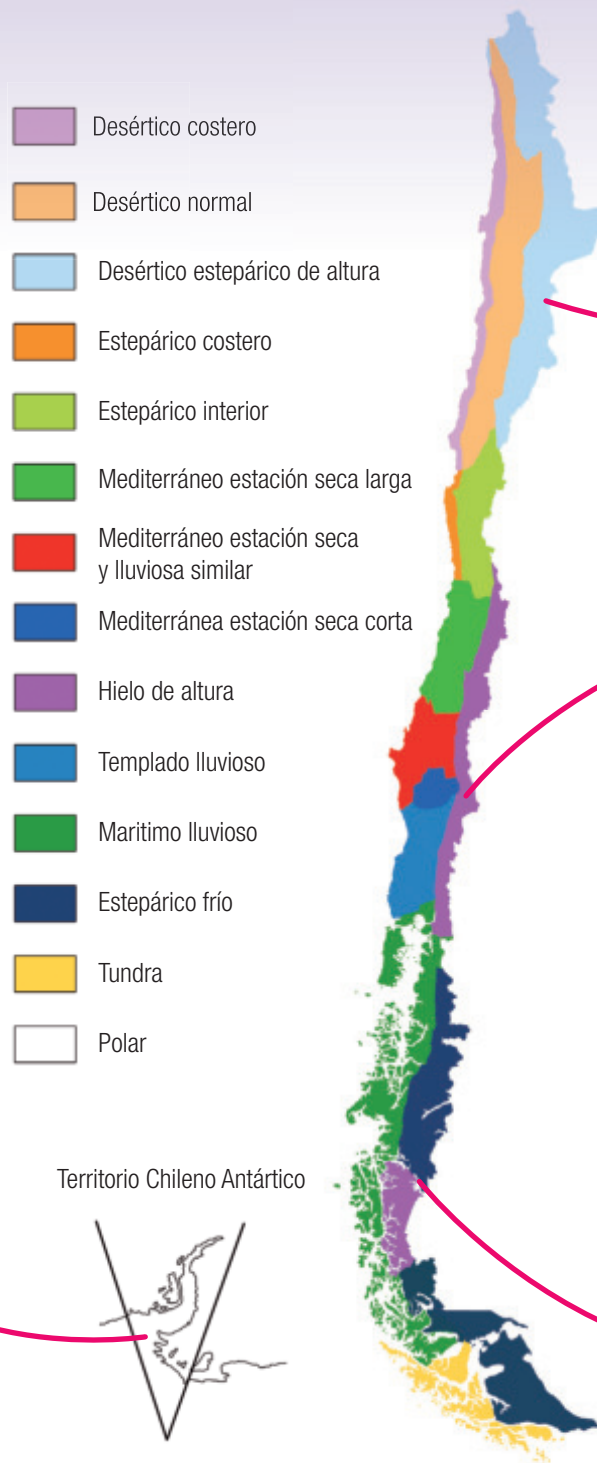 Desértico costero
Desértico normal
Desértico estepárico de altura
Estepárico costero
Estepárico interior
Mediterráneo estación seca larga
Mediterráneo estación seca
y lluviosa similar
Mediterránea estación seca corta
Hielo de altura
Templado lluvioso
Maritimo lluvioso
Estepárico frío
Tundra
Polar
Territorio Chileno Antártico